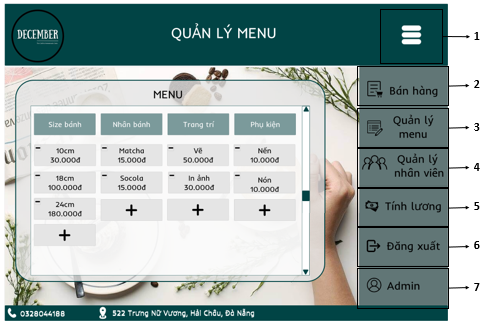 DECEMBER
QUẢN LÝ MENU
1
MENU
Size bánh
Nhân bánh
Trang trí
Phụ kiện
- 10cm
30.000đ
- Matcha
15.000đ
- Vẽ
50.000đ
- Nến
10.000đ
- 18cm
100.000đ
- Socola
15.000đ
- In ảnh
30.000đ
- Nón
10.000đ
- 24cm
180.000đ
+
+
+
+
Bán hàng
2
Quản lý
menu
3
Quản lý
nhân viên
4
Tính lương
5
Đăng xuất
6
Admin
7
0328044188
522 Trưng Nữ Vương, Hải Châu, Đà Nẵng